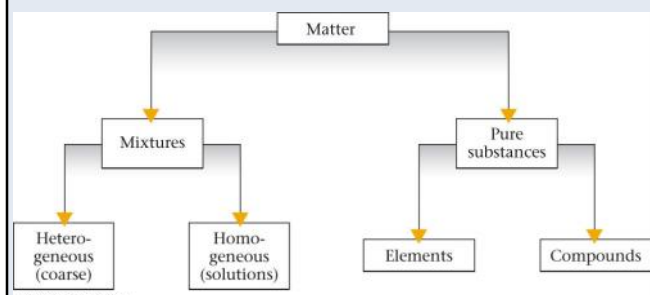 Matter
Mixtures
Pure
substances
Hetero-
geneous
(coarse)
Homo-
geneous
(solutions)
Elements
Compounds